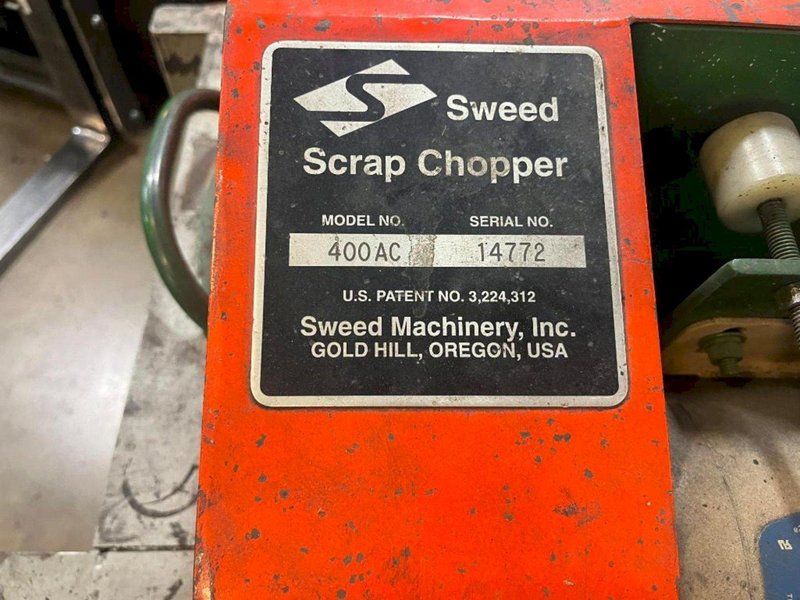 Sweed
Scrap Chopper
MODEL NO. SERIAL NO.
400AC 14772
U.S. PATENT NO. 3,224,312
Sweed Machinery, Inc.
GOLD HILL, OREGON, USA